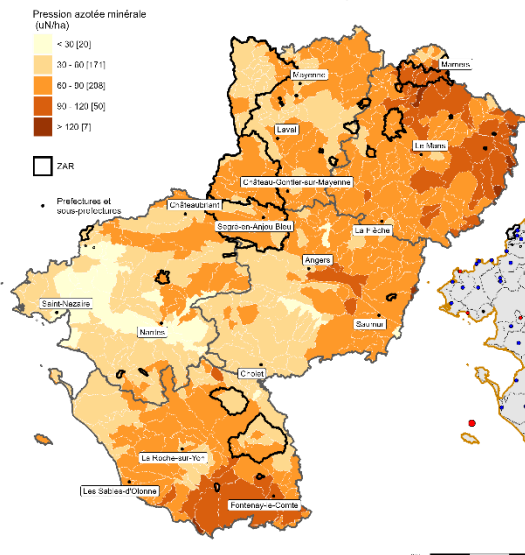 Pression azotée minérale
(uN/ha)
< 30 [20]
30 - 60 [171]
60 - 90 [208]
90 - 120 [50]
> 120 [7]
ZAR
Prefectures et
sous-prefectures
Mamers
Mayenne
Laval
Le Mans
Château-Gontier-sur-Mayenne
Châteaubriant
Segre-en-Anjou Bleu
La Flèche
Angers
Saint-Nazaire
Saumur
Nantes
Cholet
La Roche-sur-Yon
Les Sables-d'Olonne
Fontenay-le-Comte